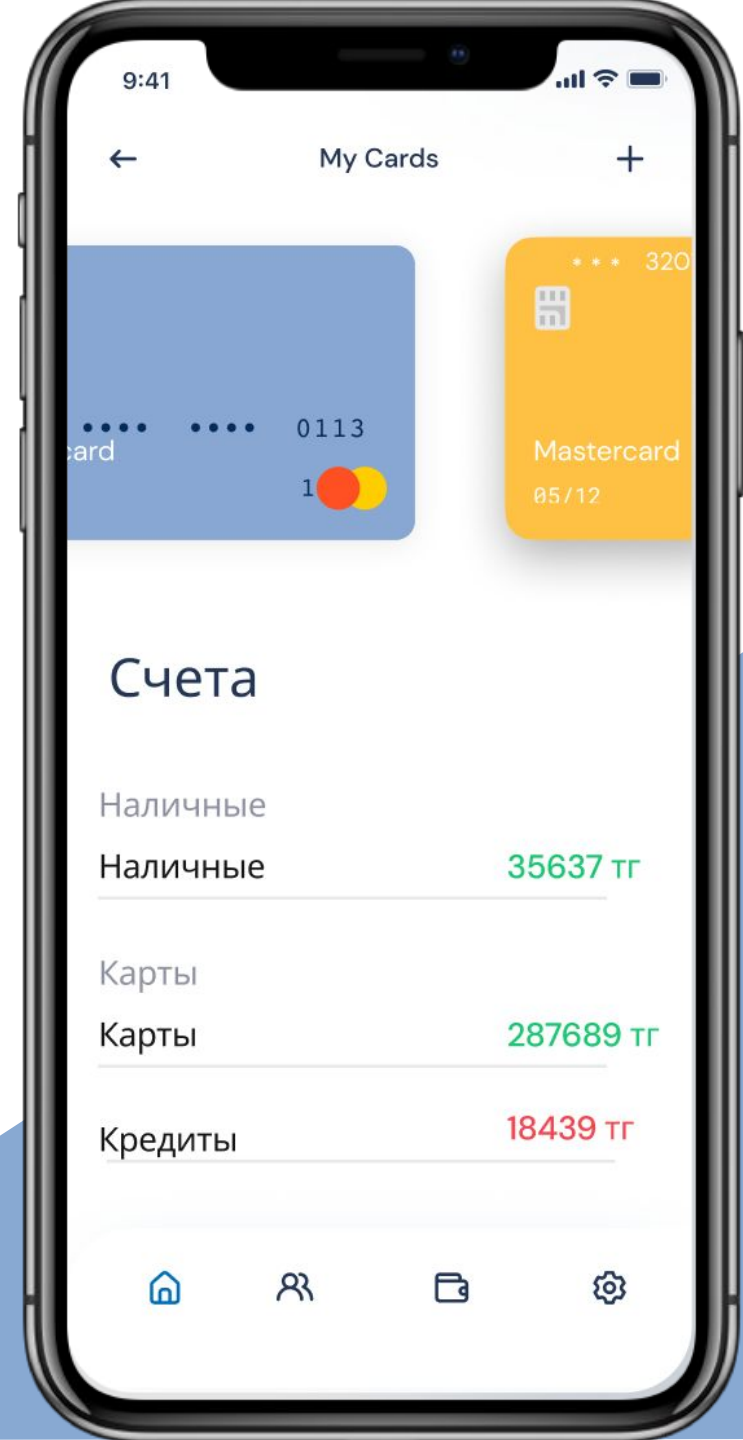 9:41
My Cards
* * * 320
•••• •••• 0113
card
1
Mastercard
05/12
Счета
Наличные
Наличные 35637 тг
Карты
Карты 287689 тг
Кредиты 18439 тг